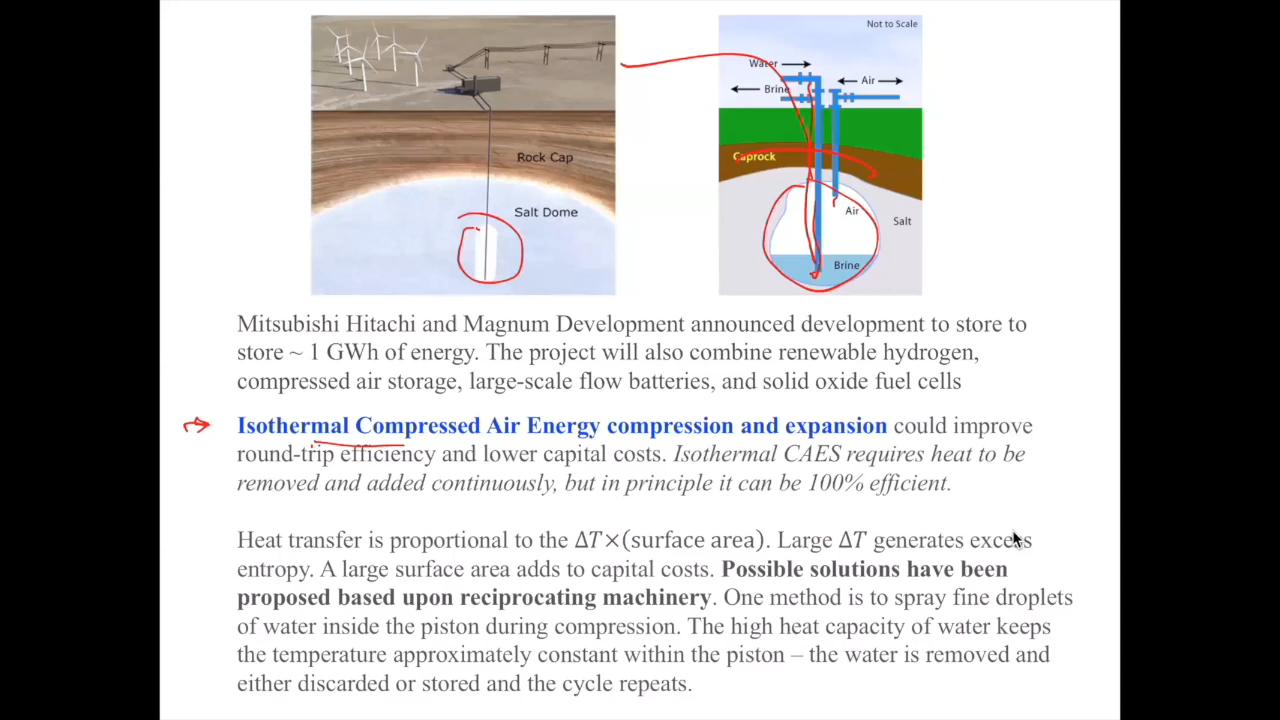 Not to Scale
Water
Air
Brine
Rock Cap
Caprock
Salt Dome
Air
Salt
Brine
Mitsubishi Hitachi and Magnum Development announced development to store to
store ~ 1 GWh of energy. The project will also combine renewable hydrogen,
compressed air storage, large-scale flow batteries, and solid oxide fuel cells
Isothermal Compressed Air Energy compression and expansion could improve
round-trip efficiency and lower capital costs. Isothermal CAES requires heat to be
removed and added continuously, but in principle it can be 100% efficient.
Heat transfer is proportional to the ΔT×(surface area). Large ΔT generates excess
entropy. A large surface area adds to capital costs. Possible solutions have been
proposed based upon reciprocating machinery. One method is to spray fine droplets
of water inside the piston during compression. The high heat capacity of water keeps
the temperature approximately constant within the piston – the water is removed and
either discarded or stored and the cycle repeats.